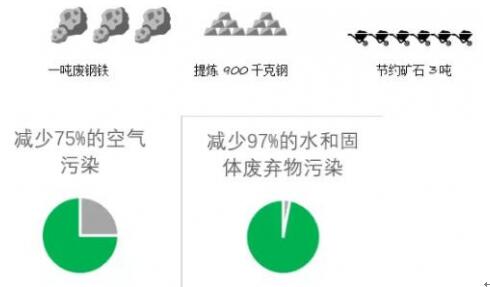 一吨废钢铁
提炼 900 千克钢
节约矿石 3 吨
减少75%的空气
污染
减少97%的水和固
体废弃物污染